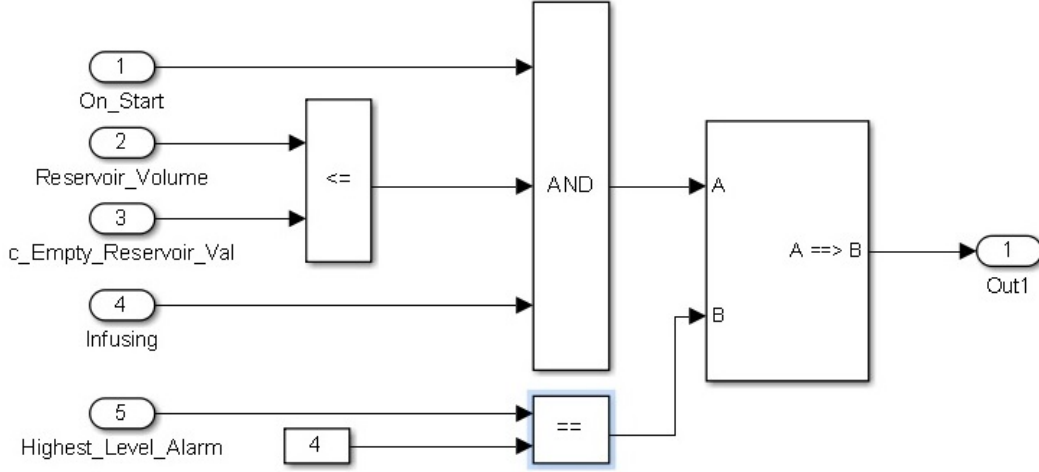 1
On_Start
2
Reservoir_Volume
<=
3
c_Empty_Reservoir_Val
4
Infusing
AND
A
A ==> B
B
1
Out1
5
Highest_Level_Alarm
4
==